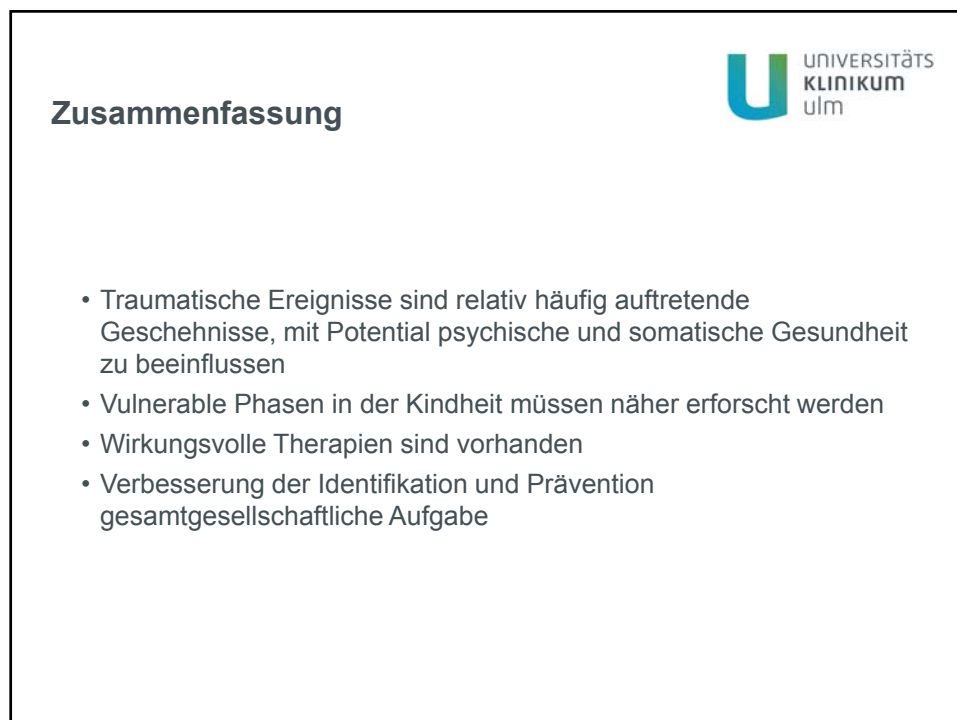 UNIVERSITÄTS
KLINIKUM
ulm
Zusammenfassung
• Traumatische Ereignisse sind relativ häufig auftretende
Geschehnisse, mit Potential psychische und somatische Gesundheit
zu beeinflussen
• Vulnerable Phasen in der Kindheit müssen näher erforscht werden
• Wirkungsvolle Therapien sind vorhanden
• Verbesserung der Identifikation und Prävention
gesamtgesellschaftliche Aufgabe